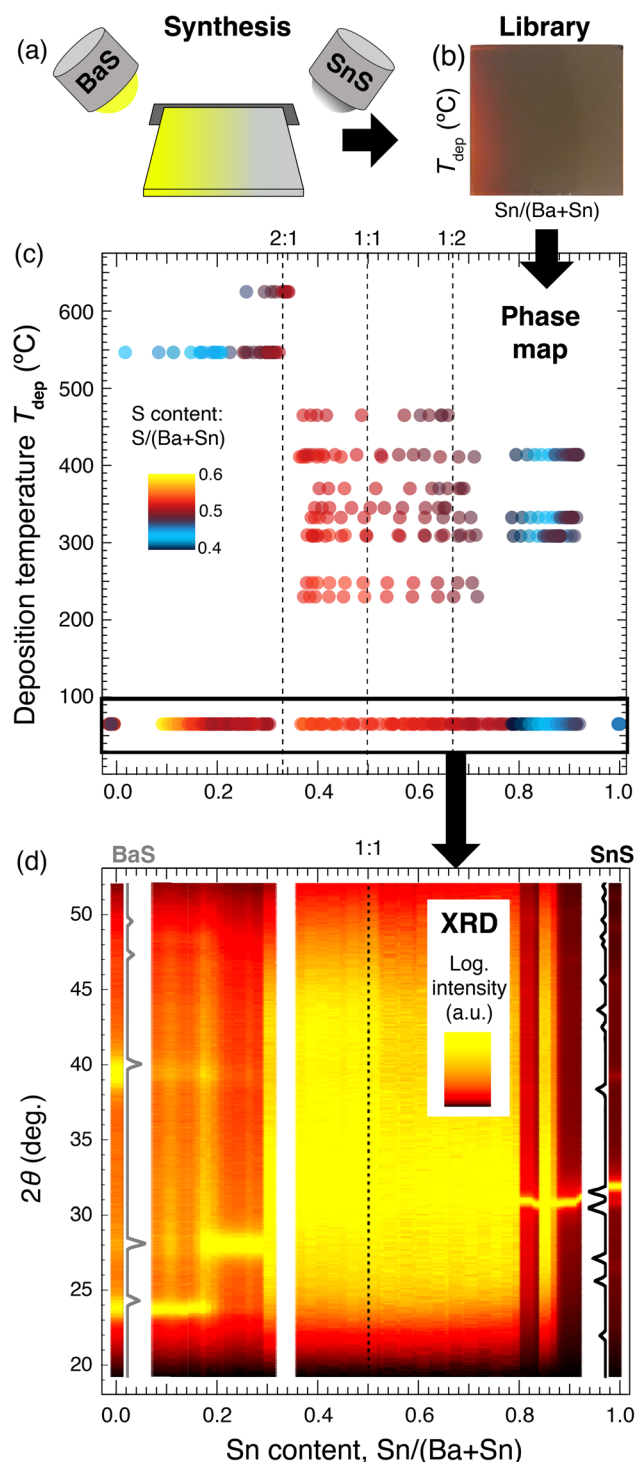 Synthesis
Library
(a)
BaS
SnS
(b)
T_dep (ºC)
Sn/(Ba+Sn)
(c)
2:1
1:1
1:2
Phase
map
S content:
S/(Ba+Sn)
0.6
0.5
0.4
Deposition temperature T_dep (ºC)
600
500
400
300
200
100
0.0
0.2
0.4
0.6
0.8
1.0
(d)
BaS
1:1
SnS
XRD
Log.
intensity
(a.u.)
2θ (deg.)
50
45
40
35
30
25
20
0.0
0.2
0.4
0.6
0.8
1.0
Sn content, Sn/(Ba+Sn)